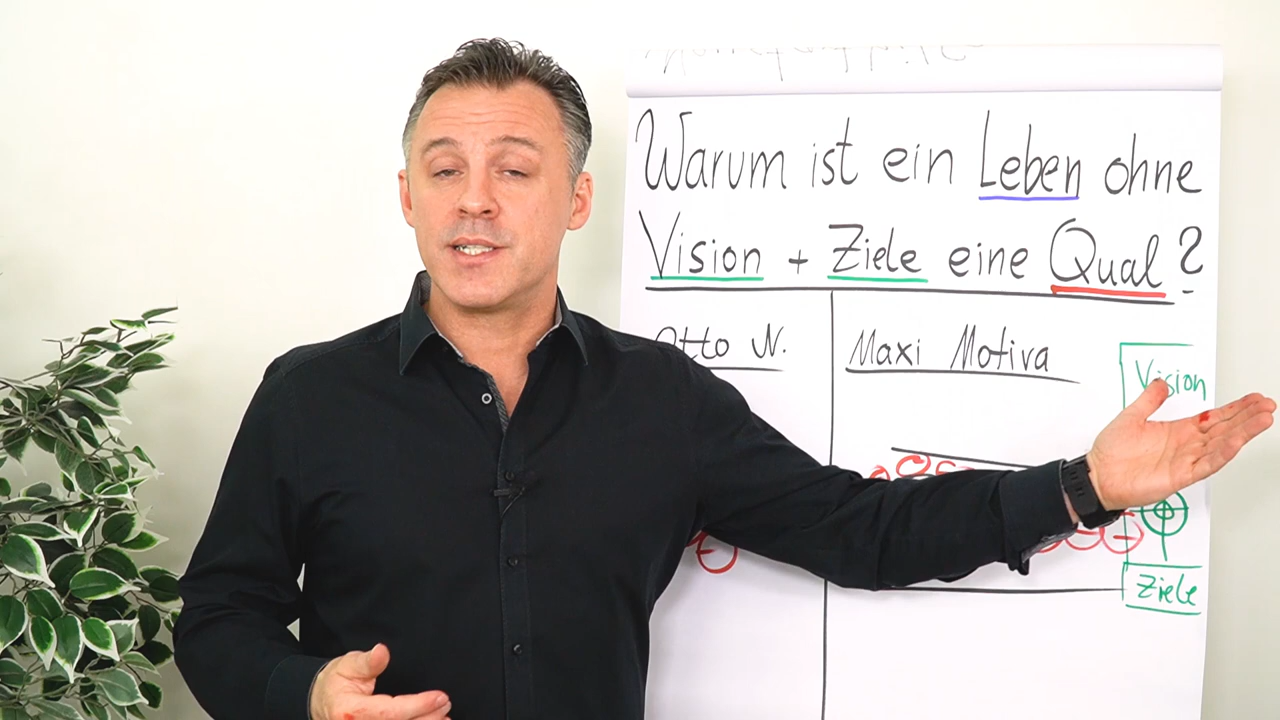 Warum ist ein Leben ohne
Vision + Ziele eine Qual?
Otto N.
Maxi Motiva
Vision
Ziele